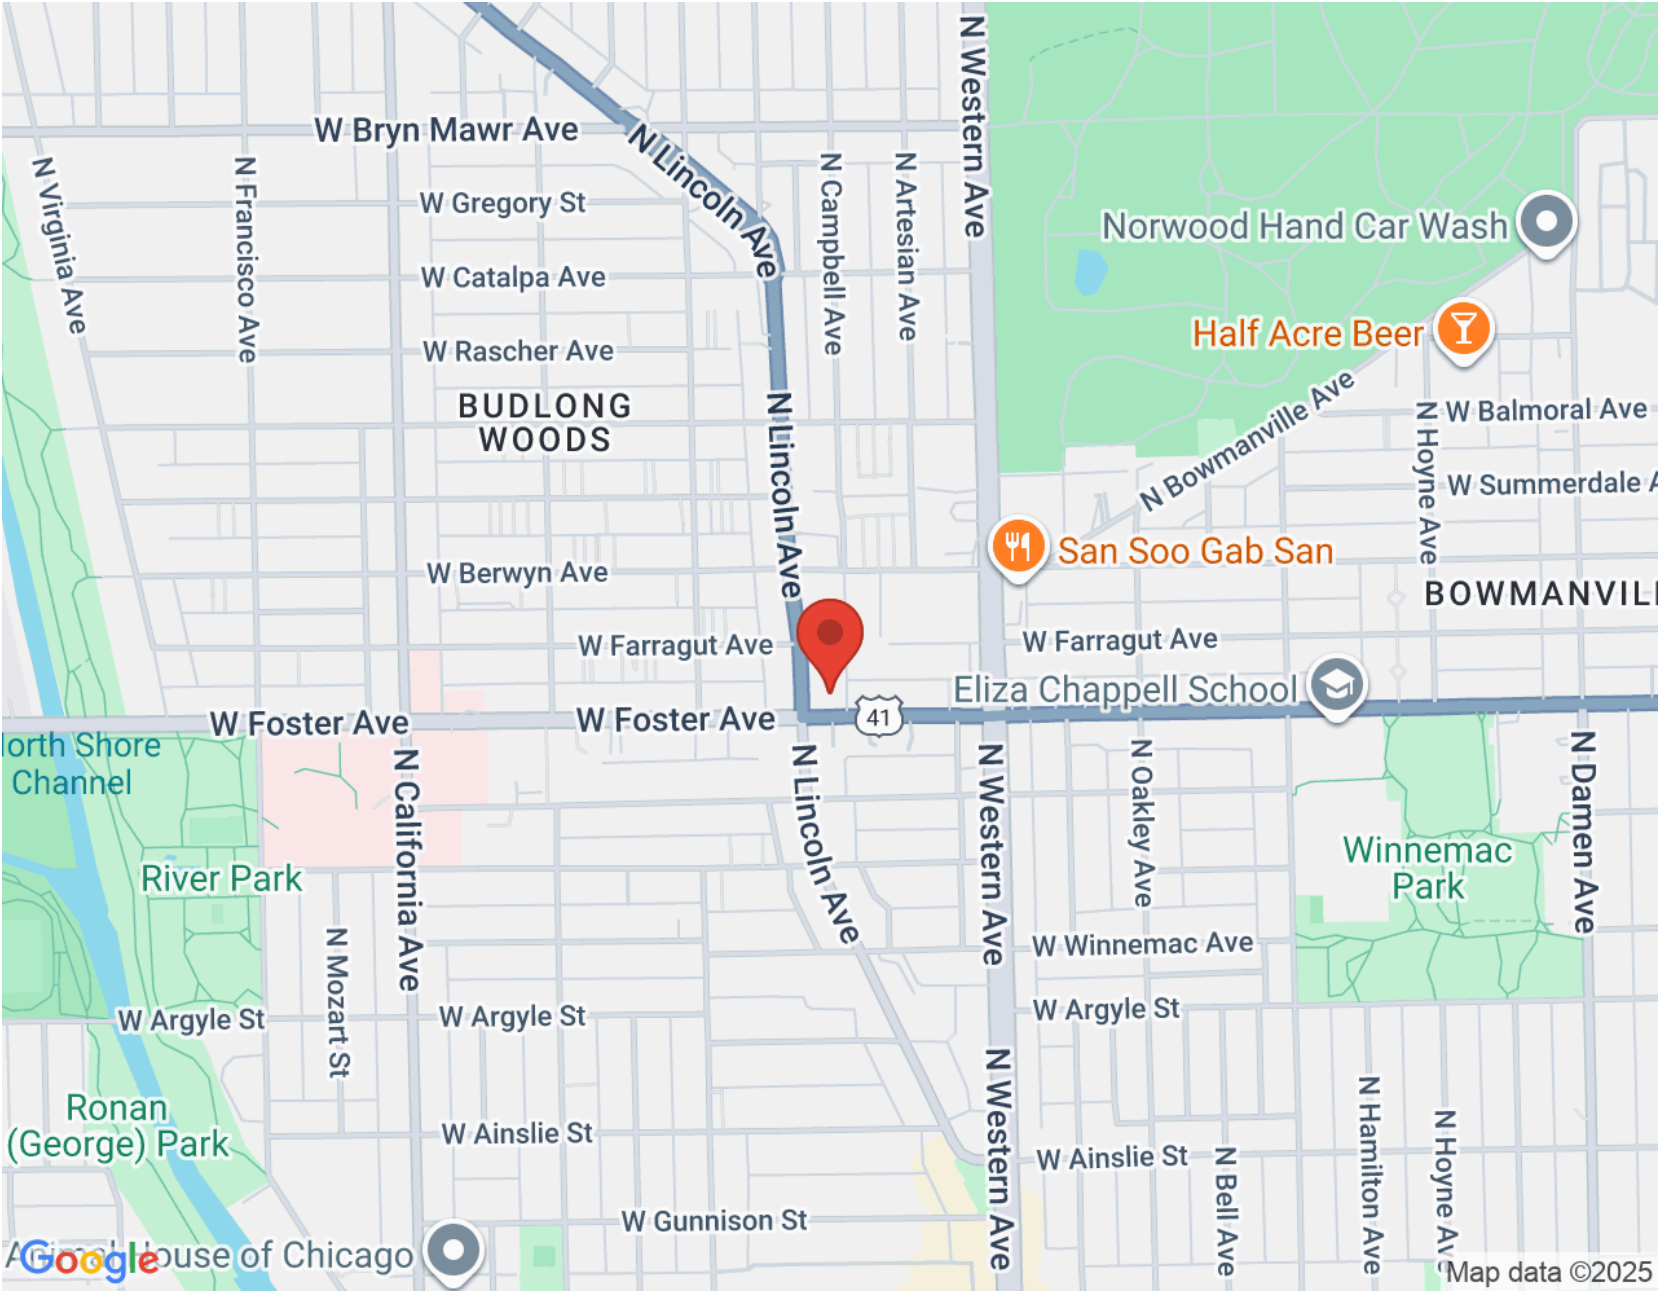 N Western Ave
W Bryn Mawr Ave
N Lincoln Ave
N Virginia Ave
N Francisco Ave
W Gregory St
N Campbell Ave
N Artesian Ave
Norwood Hand Car Wash
W Catalpa Ave
Half Acre Beer
W Rascher Ave
BUDLONG
WOODS
N Lincoln Ave
N Bowmanville Ave
N Hoyne Ave
W Balmoral Ave
W Summerdale A
San Soo Gab San
W Berwyn Ave
BOWMANVIL
W Farragut Ave
W Farragut Ave
Eliza Chappell School
W Foster Ave
W Foster Ave
41
orth Shore
Channel
N California Ave
N Lincoln Ave
N Western Ave
N Oakley Ave
N Damen Ave
River Park
Winnemac
Park
N Mozart St
W Winnemac Ave
W Argyle St
W Argyle St
W Argyle St
N Western Ave
Ronan
(George) Park
N Hamilton Ave
N Hoyne Ave
W Ainslie St
W Ainslie St
N Bell Ave
W Gunnison St
ouse of Chicago
Google
Map data ©2025